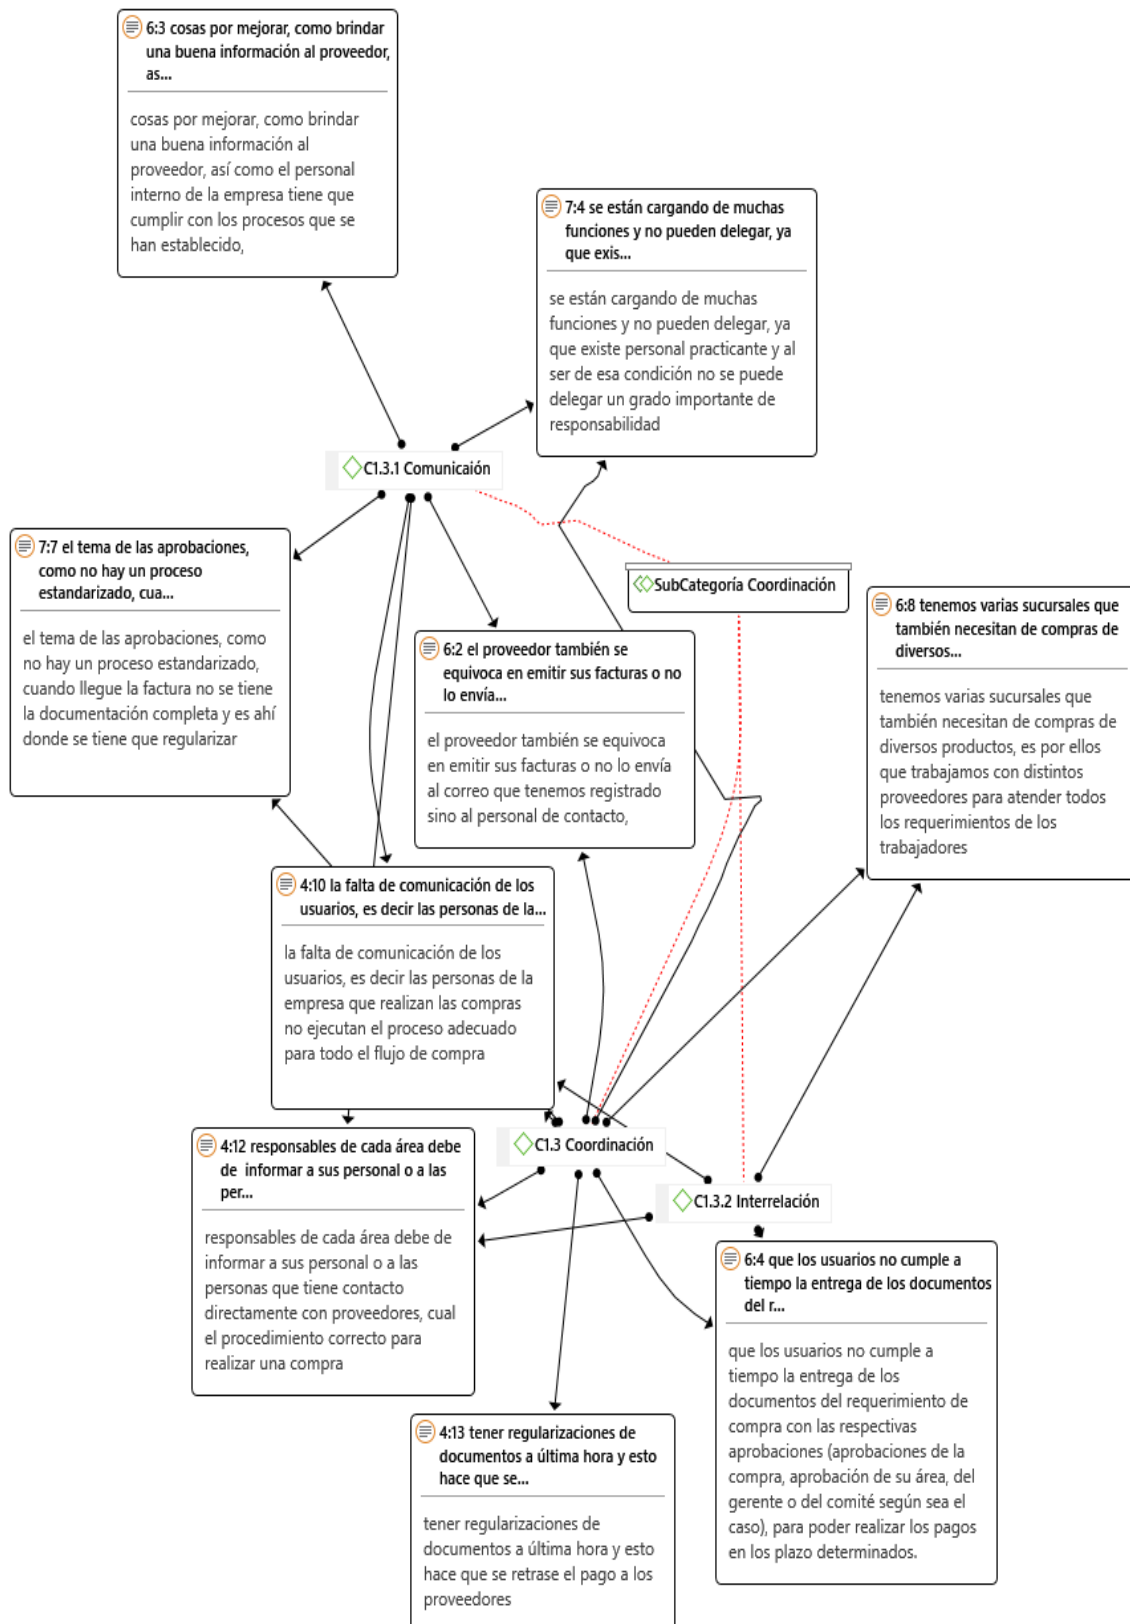 6:3 cosas por mejorar, como brindar
una buena información al proveedor,
as...
cosas por mejorar, como brindar
una buena información al
proveedor, así como el personal
interno de la empresa tiene que
cumplir con los procesos que se
han establecido,
7:4 se están cargando de muchas
funciones y no pueden delegar, ya
que exis...
se están cargando de muchas
funciones y no pueden delegar, ya
que existe personal practicante y al
ser de esa condición no se puede
delegar un grado importante de
responsabilidad
C1.3.1 Comunicaión
7:7 el tema de las aprobaciones,
como no hay un proceso
estandarizado, cua...
el tema de las aprobaciones, como
no hay un proceso estandarizado,
cuando llegue la factura no se tiene
la documentación completa y es ahí
donde se tiene que regularizar
SubCategoría Coordinación
6:2 el proveedor también se
equivoca en emitir sus facturas o no
lo envía...
el proveedor también se equivoca
en emitir sus facturas o no lo envía
al correo que tenemos registrado
sino al personal de contacto,
6:8 tenemos varias sucursales que
también necesitan de compras de
diversos...
tenemos varias sucursales que
también necesitan de compras de
diversos productos, es por ellos
que trabajamos con distintos
proveedores para atender todos
los requerimientos de los
trabajadores
4:10 la falta de comunicación de los
usuarios, es decir las personas de la...
la falta de comunicación de los
usuarios, es decir las personas de la
empresa que realizan las compras
no ejecutan el proceso adecuado
para todo el flujo de compra
C1.3 Coordinación
4:12 responsables de cada área debe
de informar a sus personal o a las
per...
responsables de cada área debe de
informar a sus personal o a las
personas que tiene contacto
directamente con proveedores, cual
el procedimiento correcto para
realizar una compra
C1.3.2 Interrelación
6:4 que los usuarios no cumple a
tiempo la entrega de los documentos
del r...
que los usuarios no cumple a
tiempo la entrega de los
documentos del requerimiento de
compra con las respectivas
aprobaciones (aprobaciones de la
compra, aprobación de su área, del
gerente o del comité según sea el
caso), para poder realizar los pagos
en los plazo determinados.
4:13 tener regularizaciones de
documentos a última hora y esto
hace que se...
tener regularizaciones de
documentos a última hora y esto
hace que se retrase el pago a los
proveedores